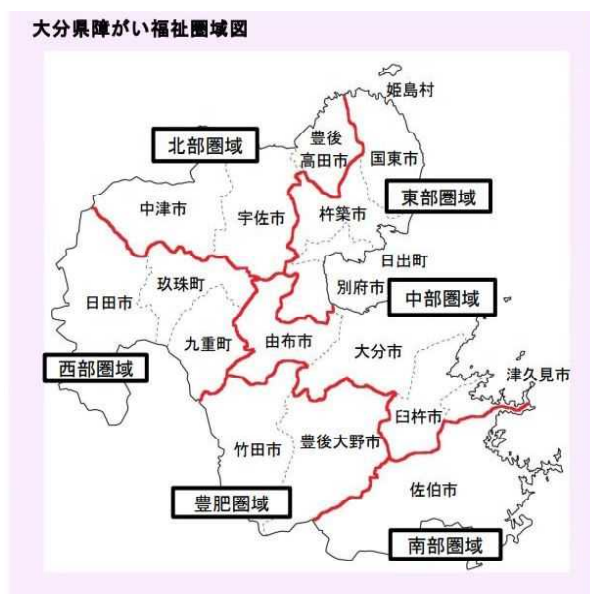 大分県障がい福祉圏域図
姫島村
北部圏域
豊後
高田市
国東市
東部圏域
中津市
宇佐市
杵築市
日出町
玖珠町
別府市
中部圏域
日田市
九重町
由布市
大分市
西部圏域
津久見市
臼杵市
竹田市
豊後大野市
佐伯市
豊肥圏域
南部圏域